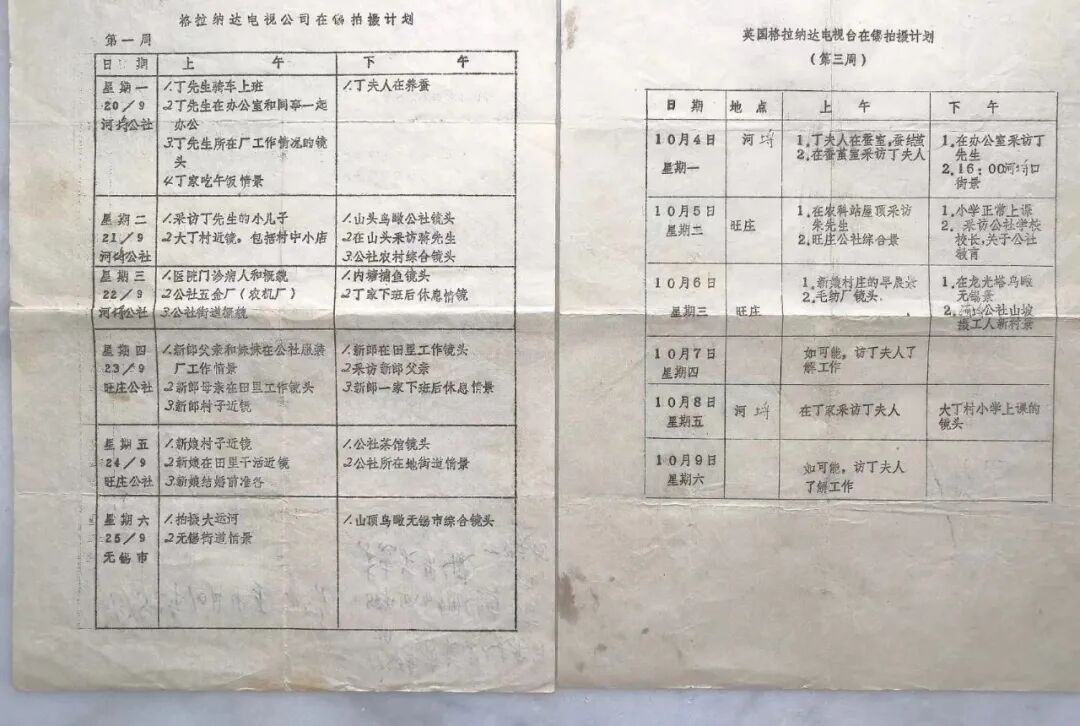 格拉纳达电视公司在锡拍摄计划
第一周
日期 上午 下午
星期一
20/9
河埒公社
1.丁先生骑车上班
2.丁先生在办公室和同事一起
办公
3.丁先生所在厂工作情况的镜
头
4.丁家吃午饭情景
1.丁夫人在养蚕
星期二
21/9
河埒公社
1.采访丁先生的小儿子
2.大丁村近镜，包括村中小店
1.山头鸟瞰公社镜头
2.在山头采访蒋先生
3.公社农村综合镜头
星期三
22/9
河埒公社
1.医院门诊病人和概貌
2.公社五金厂（农机厂）
3.公社街道概貌
1.内塘捕鱼镜头
2.丁家下班后休息情镜
星期四
23/9
旺庄公社
1.新郎父亲和妹妹在公社服装
厂工作情景
2.新郎母亲在田里工作镜头
3.新郎村子近镜
1.新郎在田里工作镜头
2.采访新郎父亲
3.新郎一家下班后休息情景
星期五
24/9
旺庄公社
1.新娘村子近镜
2.新娘在田里干活近镜
3.新娘结婚前准备
1.公社茶馆镜头
2.公社所在地街道情景
星期六
25/9
无锡市
1.拍摄大运河
2.无锡街道情景
1.山顶鸟瞰无锡市综合镜头
英国格拉纳达电视台在锡拍摄计划
（第三周）
日期 地点 上午 下午
10月4日
星期一
河埒
1.丁夫人在蚕室，蚕结茧
2.在蚕茧室采访丁夫人
1.在办公室采访丁
先生
2.16：00河埒口
街景
10月5日
星期二
旺庄
1.在农科站屋顶采访
朱先生
2.旺庄公社综合景
1.小学正常上课
2.采访公社学校
校长，关于公社
教育
10月6日
星期三
旺庄
1.新娘村庄的早晨景
2.毛纺厂镜头
1.在龙光塔鸟瞰
无锡景
2.河埒公社山坡
摄工人新村景
10月7日
星期四
如可能，访丁夫人了
解工作
10月8日
星期五
河埒
在丁家采访丁夫人
大丁村小学上课的
镜头
10月9日
星期六
如可能，访丁夫人
了解工作